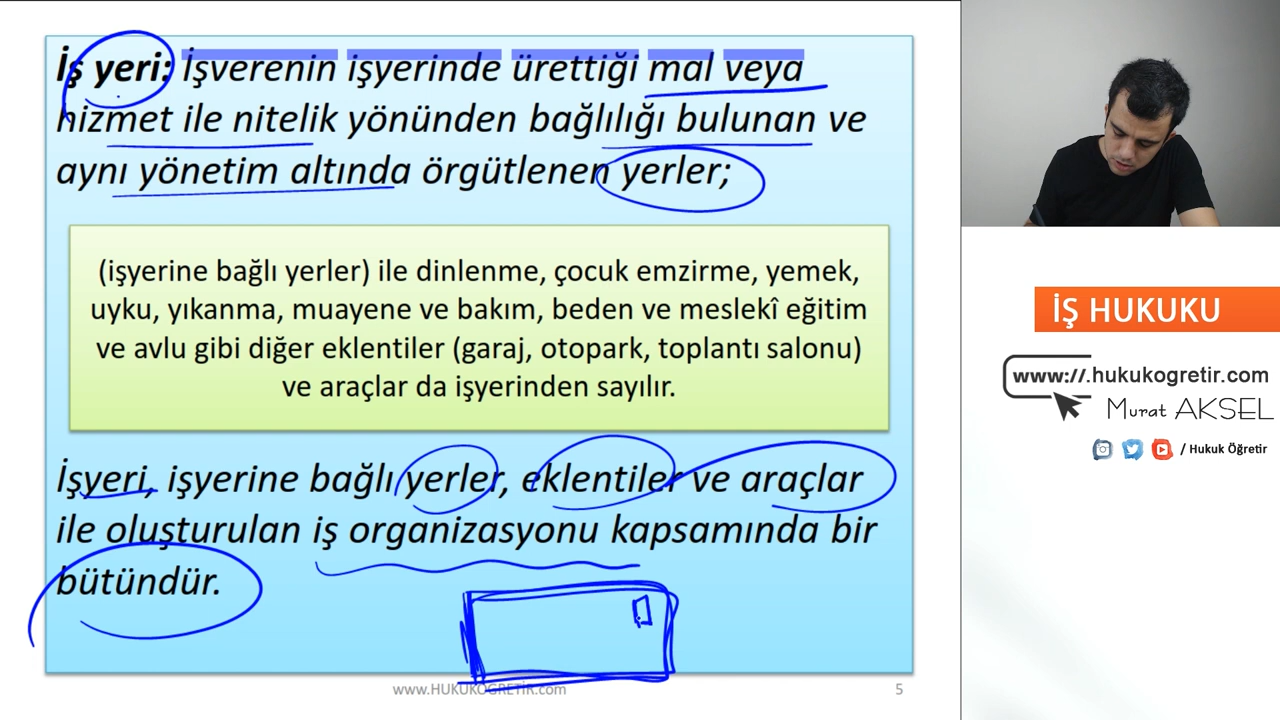 İş yeri: İşverenin işyerinde ürettiği mal veya
hizmet ile nitelik yönünden bağlılığı bulunan ve
aynı yönetim altında örgütlenen yerler;
(işyerine bağlı yerler) ile dinlenme, çocuk emzirme, yemek,
uyku, yıkanma, muayene ve bakım, beden ve meslekî eğitim
ve avlu gibi diğer eklentiler (garaj, otopark, toplantı salonu)
ve araçlar da işyerinden sayılır.
İşyeri, işyerine bağlı yerler, eklentiler ve araçlar
ile oluşturulan iş organizasyonu kapsamında bir
bütündür.
www.HUKUKOGRETiR.com
5
İŞ HUKUKU
www://.hukukogretir.com
Murat AKSEL
/ Hukuk Öğretir